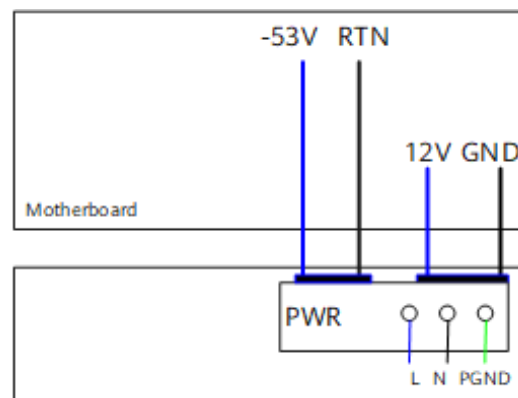 -53V RTN
12V GND
Motherboard
PWR
L N PGND